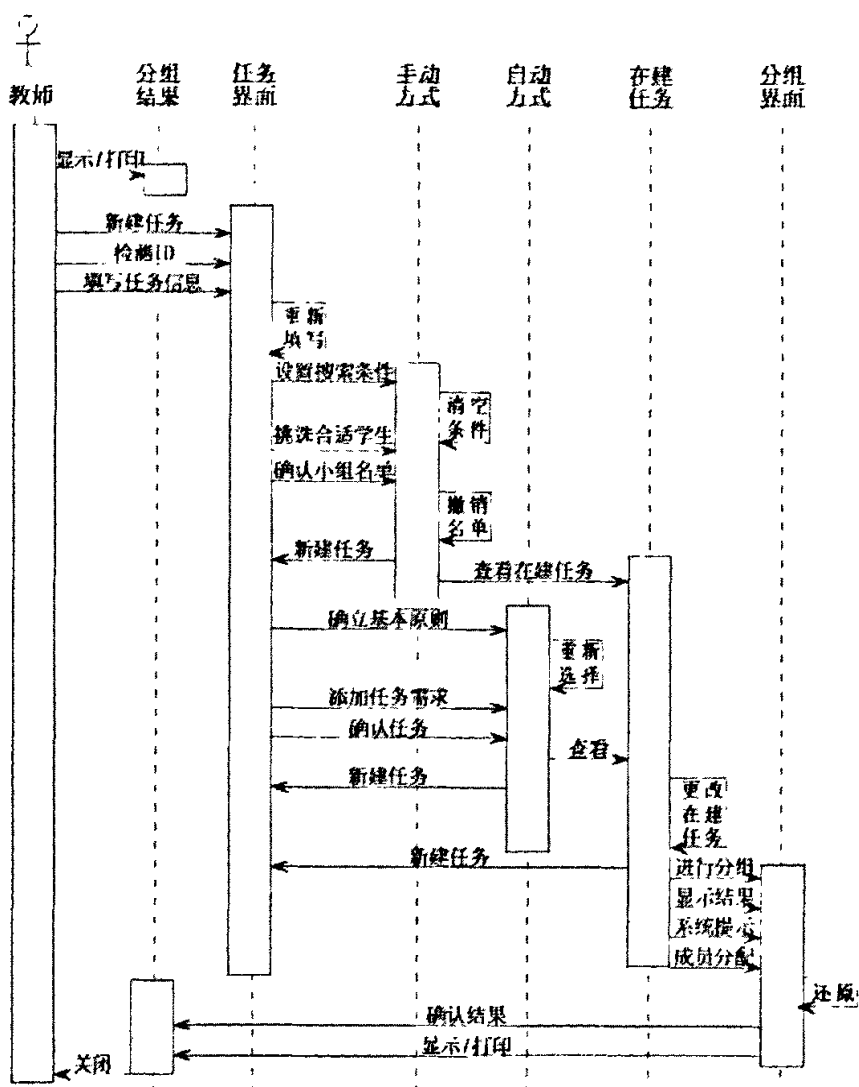 教师
分组
结果
任务
界面
手动
方式
自动
方式
在建
任务
分组
界面
显示/打印
新建任务
检测ID
填写任务信息
重新
填写
设置搜索条件
清空
条件
挑选合适学生
确认小组名单
撤销
名单
新建任务
查看在建任务
确立基本原则
重新
选择
添加任务需求
确认任务
查看
新建任务
更改
在建
任务
新建任务
进行分组
显示结果
系统提示
成员分配
还原
确认结果
显示/打印
关闭